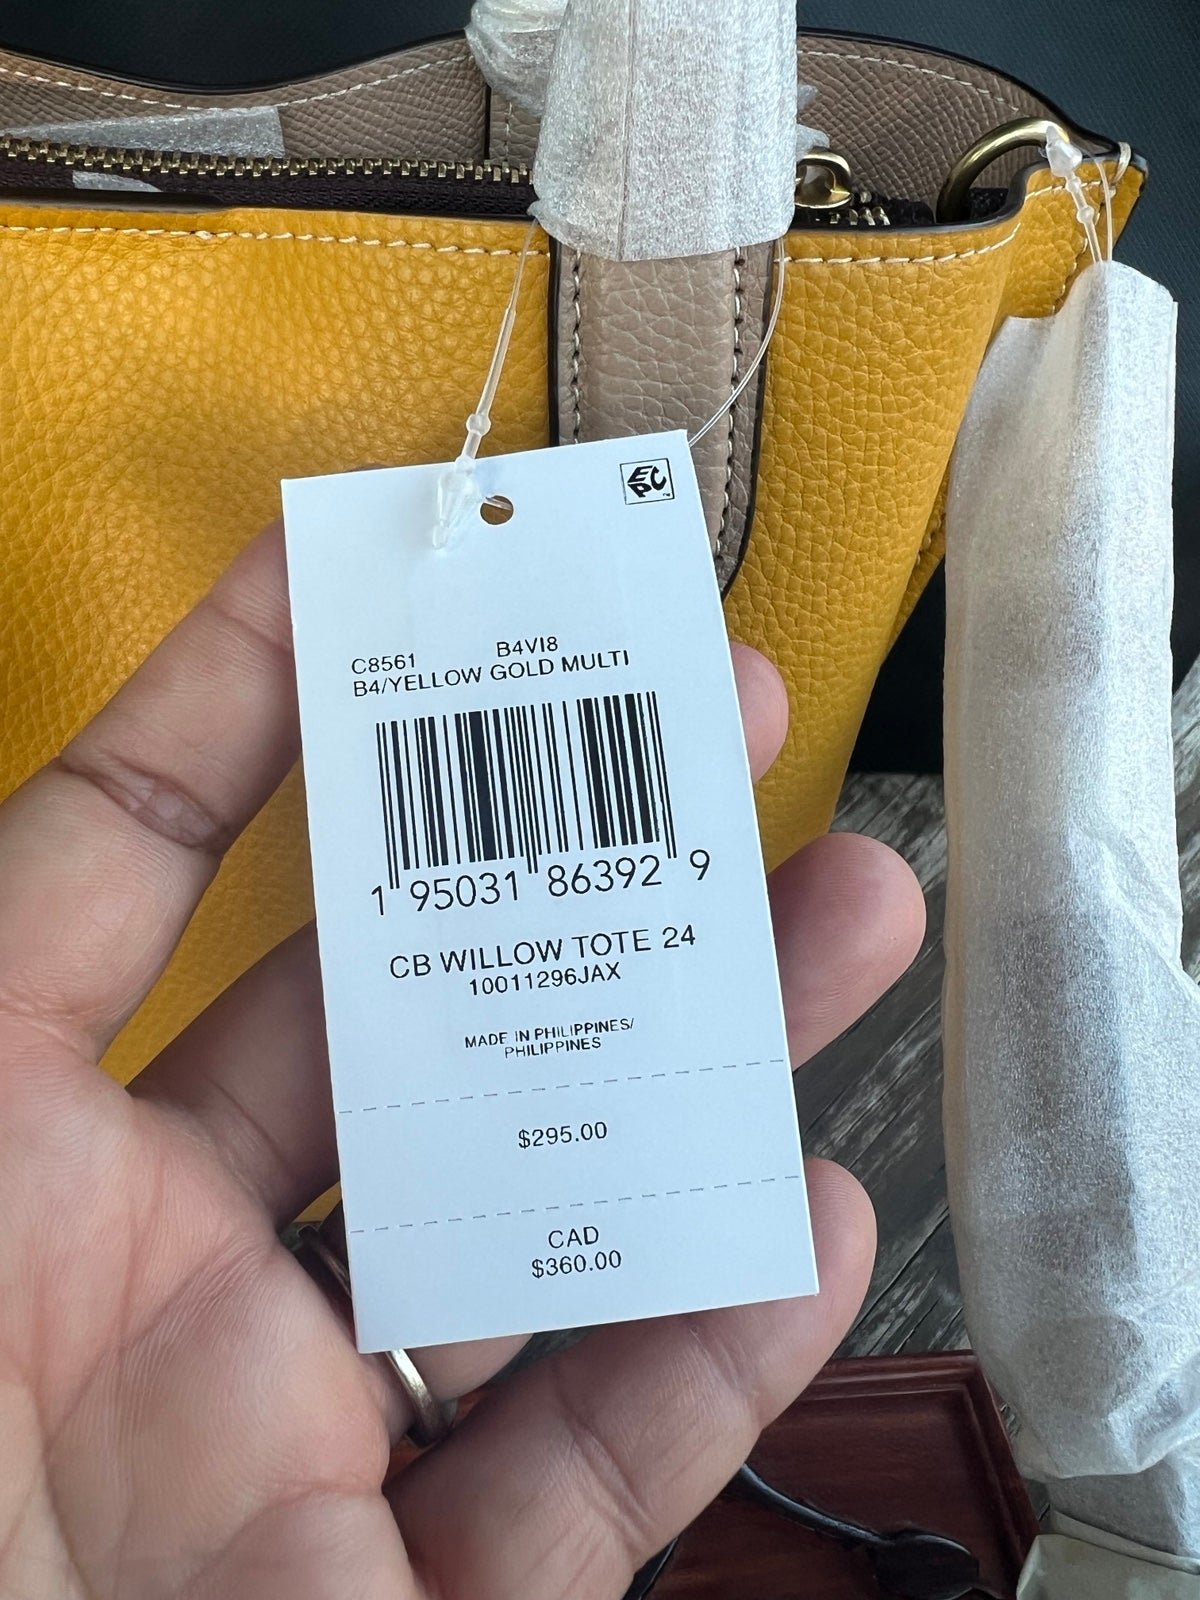 EPC
C8561 B4VI8
B4/YELLOW GOLD MULTI
1 95031 86392 9
CB WILLOW TOTE 24
10011296JAX
MADE IN PHILIPPINES/
PHILIPPINES
$295.00
CAD
$360.00